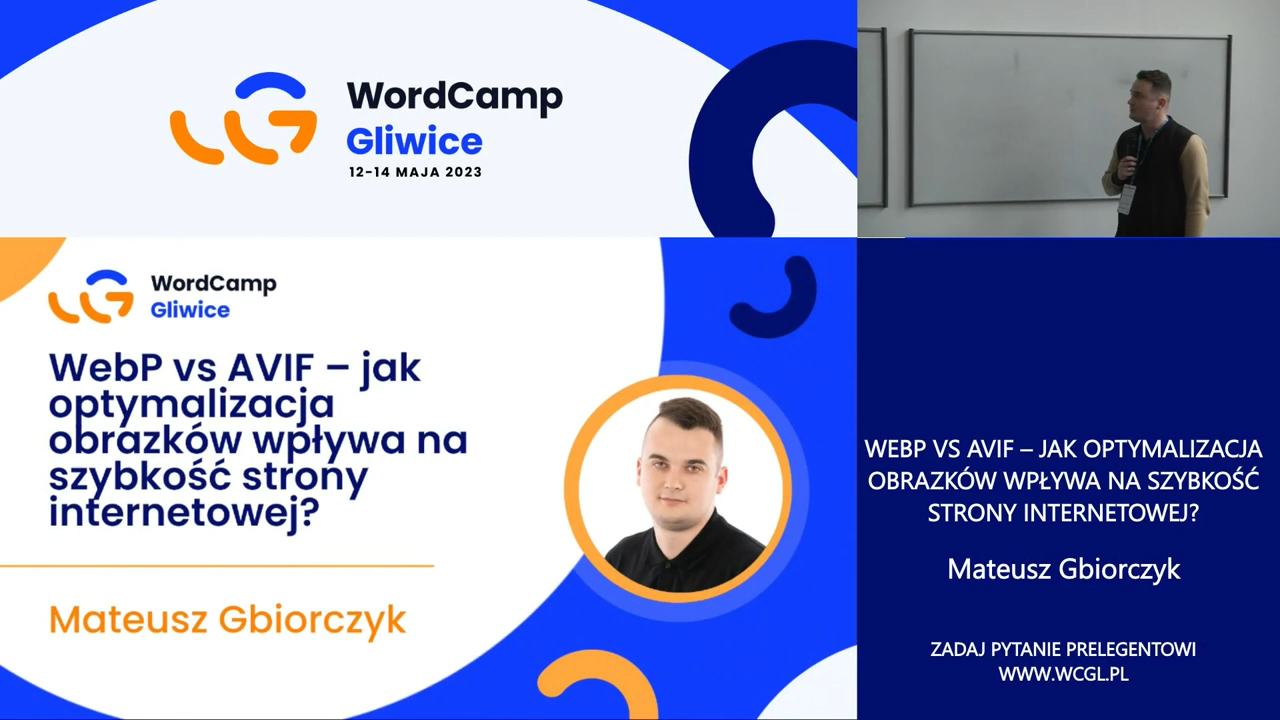 WordCamp
Gliwice
12-14 MAJA 2023
WordCamp
Gliwice
WebP vs AVIF – jak
optymalizacja
obrazków wpływa na
szybkość strony
internetowej?
Mateusz Gbiorczyk
WEBP VS AVIF – JAK OPTYMALIZACJA
OBRAZKÓW WPŁYWA NA SZYBKOŚĆ
STRONY INTERNETOWEJ?
Mateusz Gbiorczyk
ZADAJ PYTANIE PRELEGENTOWI
WWW.WCGL.PL